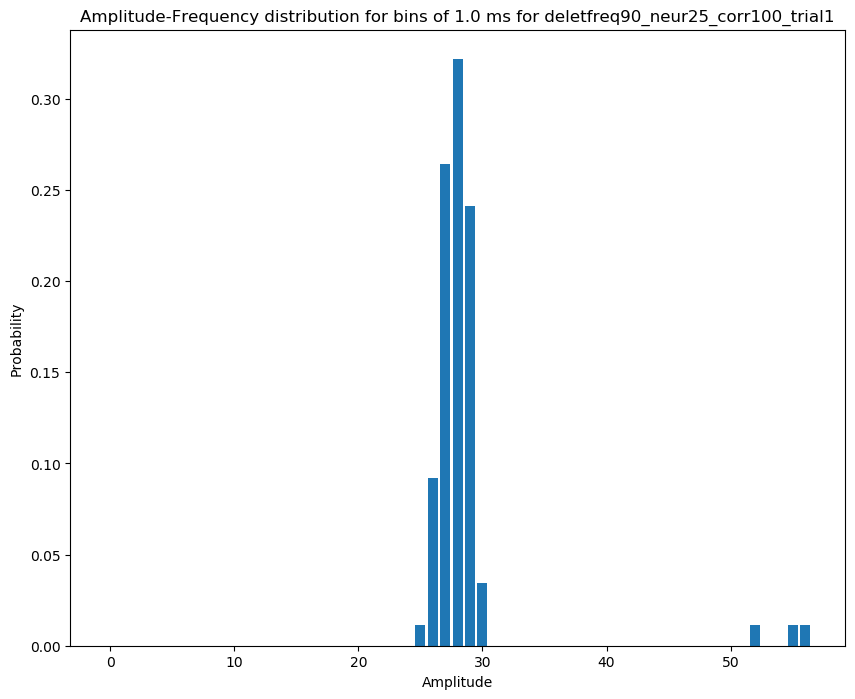 Amplitude-Frequency distribution for bins of 1.0 ms for deletfreq90_neur25_corr100_trial1
0.30
0.25
0.20
0.15
0.10
0.05
0.00
Probability
0 10 20 30 40 50
Amplitude